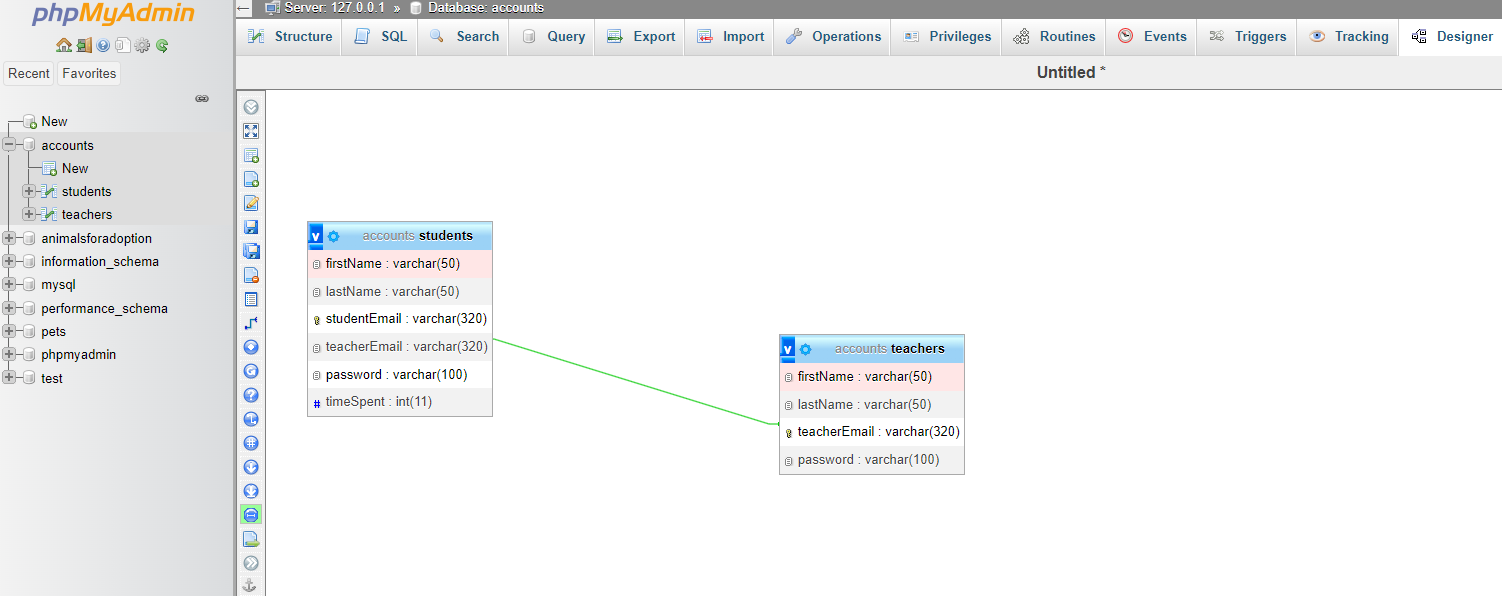 phpMyAdmin
Recent Favorites
New
accounts
New
students
teachers
animalsforadoption
information_schema
mysql
performance_schema
pets
phpmyadmin
test
Server: 127.0.0.1 » Database: accounts
Structure SQL Search Query Export Import Operations Privileges Routines Events Triggers Tracking Designer
Untitled *
v accounts students
firstName : varchar(50)
lastName : varchar(50)
studentEmail : varchar(320)
teacherEmail : varchar(320)
password : varchar(100)
# timeSpent : int(11)
v accounts teachers
firstName : varchar(50)
lastName : varchar(50)
teacherEmail : varchar(320)
password : varchar(100)